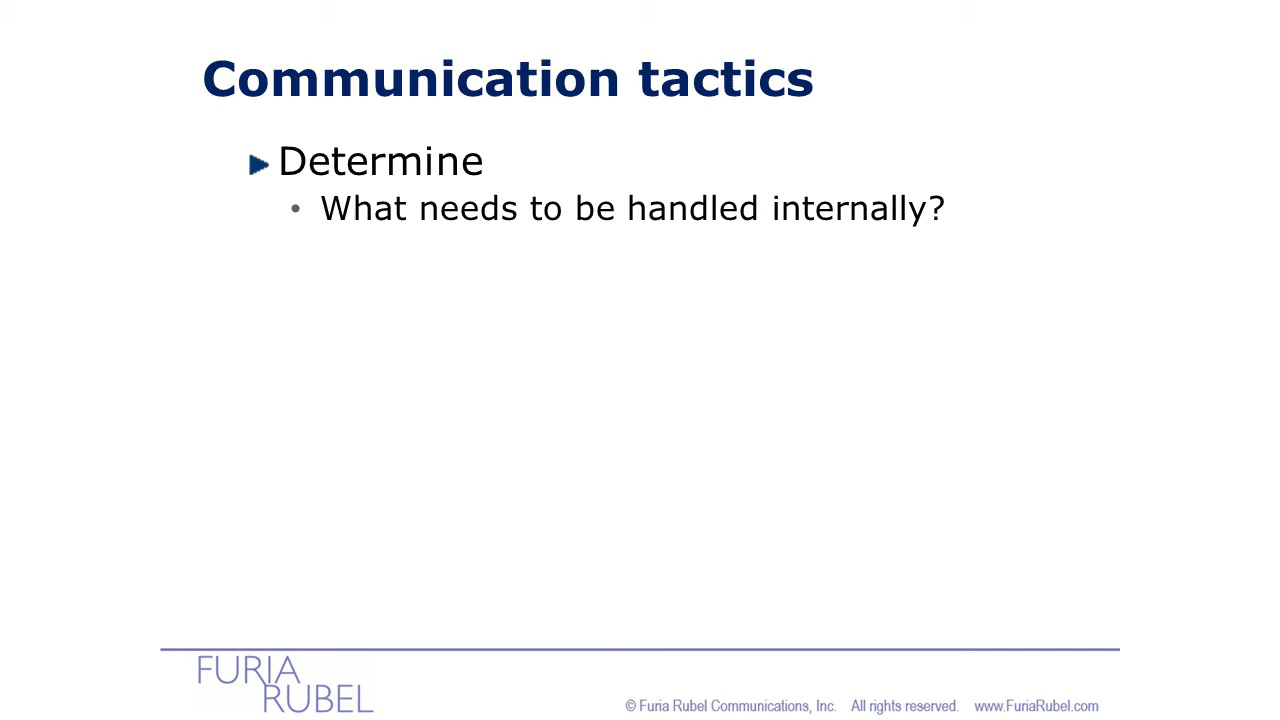 Communication tactics
Determine
• What needs to be handled internally?
FURIA
RUBEL
© Furia Rubel Communications, Inc. All rights reserved. www.FuriaRubel.com